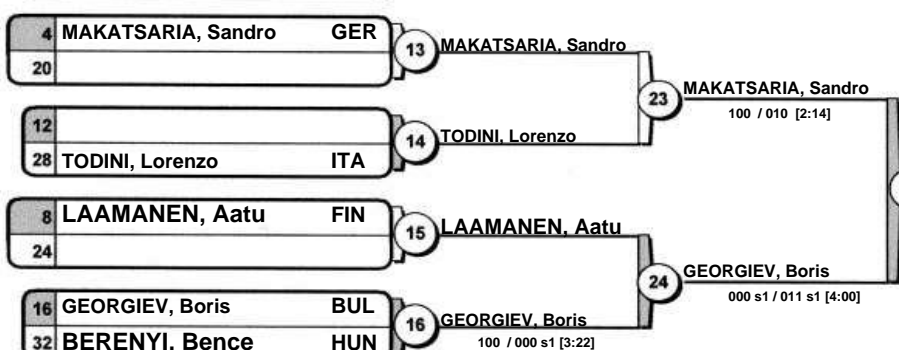 4 MAKATSARIA, Sandro GER
20
13 MAKATSARIA, Sandro
12
28 TODINI, Lorenzo ITA
14 TODINI, Lorenzo
23 MAKATSARIA, Sandro
100 / 010 [2:14]
8 LAAMANEN, Aatu FIN
24
15 LAAMANEN, Aatu
16 GEORGIEV, Boris BUL
32 BERENYI, Bence HUN
16 GEORGIEV, Boris
100 / 000 s1 [3:22]
24 GEORGIEV, Boris
000 s1 / 011 s1 [4:00]